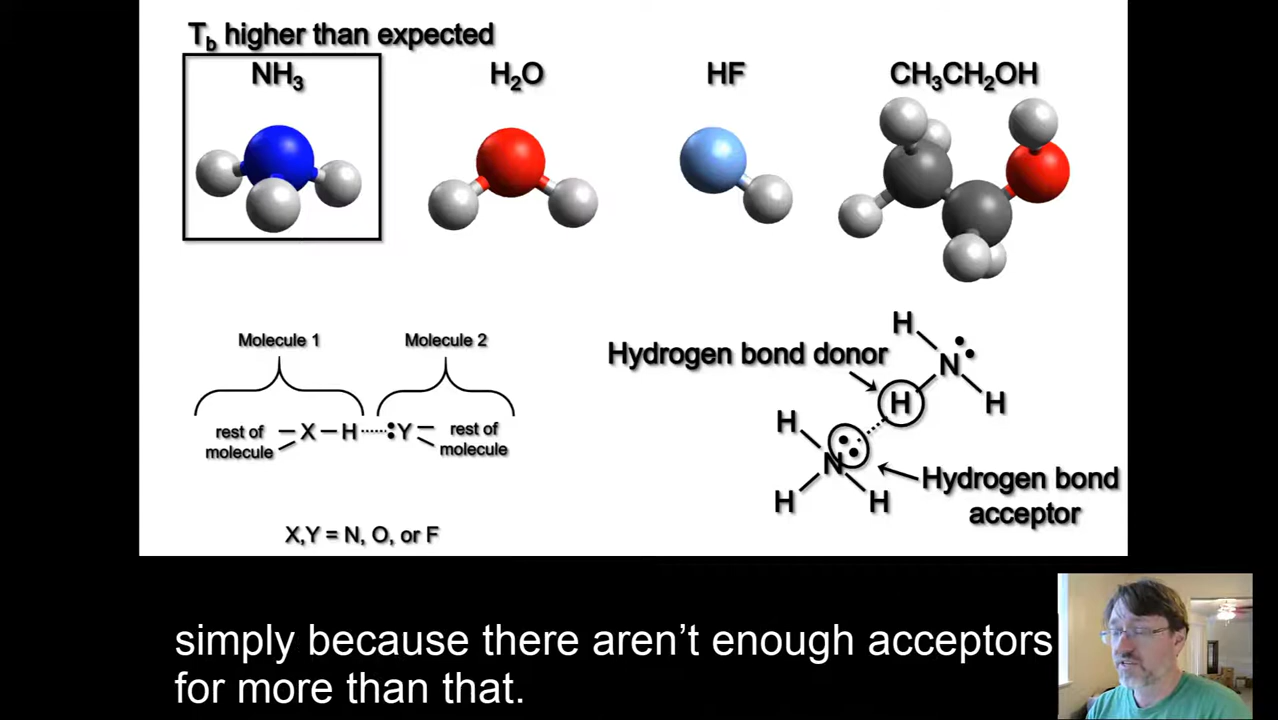 T_b higher than expected
NH₃
H₂O
HF
CH₃CH₂OH
Molecule 1
Molecule 2
rest of
molecule
X
H
:Y
rest of
molecule
X,Y = N, O, or F
Hydrogen bond donor
H
N
H
H
H
N
H
H
Hydrogen bond
acceptor
simply because there aren’t enough acceptors
for more than that.